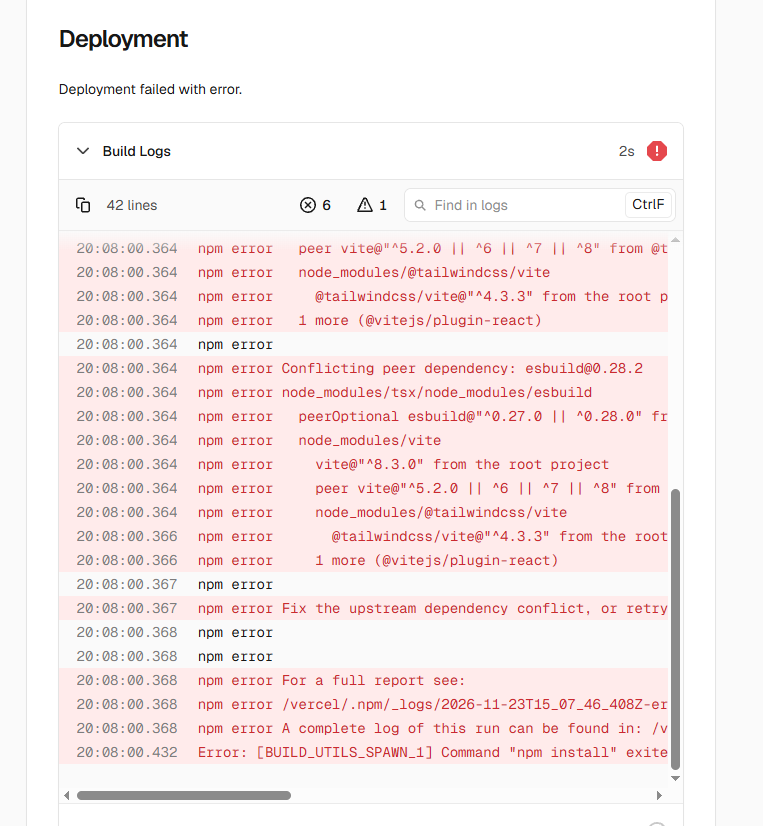 Deployment
Deployment failed with error.
Build Logs 2s
42 lines 6 1 Find in logs CtrlF
20:08:00.364 npm error peer vite@"^5.2.0 || ^6 || ^7 || ^8" from @t
20:08:00.364 npm error node_modules/@tailwindcss/vite
20:08:00.364 npm error @tailwindcss/vite@"^4.3.3" from the root p
20:08:00.364 npm error 1 more (@vitejs/plugin-react)
20:08:00.364 npm error
20:08:00.364 npm error Conflicting peer dependency: esbuild@0.28.2
20:08:00.364 npm error node_modules/tsx/node_modules/esbuild
20:08:00.364 npm error peerOptional esbuild@"^0.27.0 || ^0.28.0" fr
20:08:00.364 npm error node_modules/vite
20:08:00.364 npm error vite@"^8.3.0" from the root project
20:08:00.364 npm error peer vite@"^5.2.0 || ^6 || ^7 || ^8" from
20:08:00.364 npm error node_modules/@tailwindcss/vite
20:08:00.366 npm error @tailwindcss/vite@"^4.3.3" from the root
20:08:00.366 npm error 1 more (@vitejs/plugin-react)
20:08:00.367 npm error
20:08:00.367 npm error Fix the upstream dependency conflict, or retry
20:08:00.368 npm error
20:08:00.368 npm error
20:08:00.368 npm error For a full report see:
20:08:00.368 npm error /vercel/.npm/_logs/2026-11-23T15_07_46_408Z-er
20:08:00.368 npm error A complete log of this run can be found in: /v
20:08:00.432 Error: [BUILD_UTILS_SPAWN_1] Command "npm install" exite